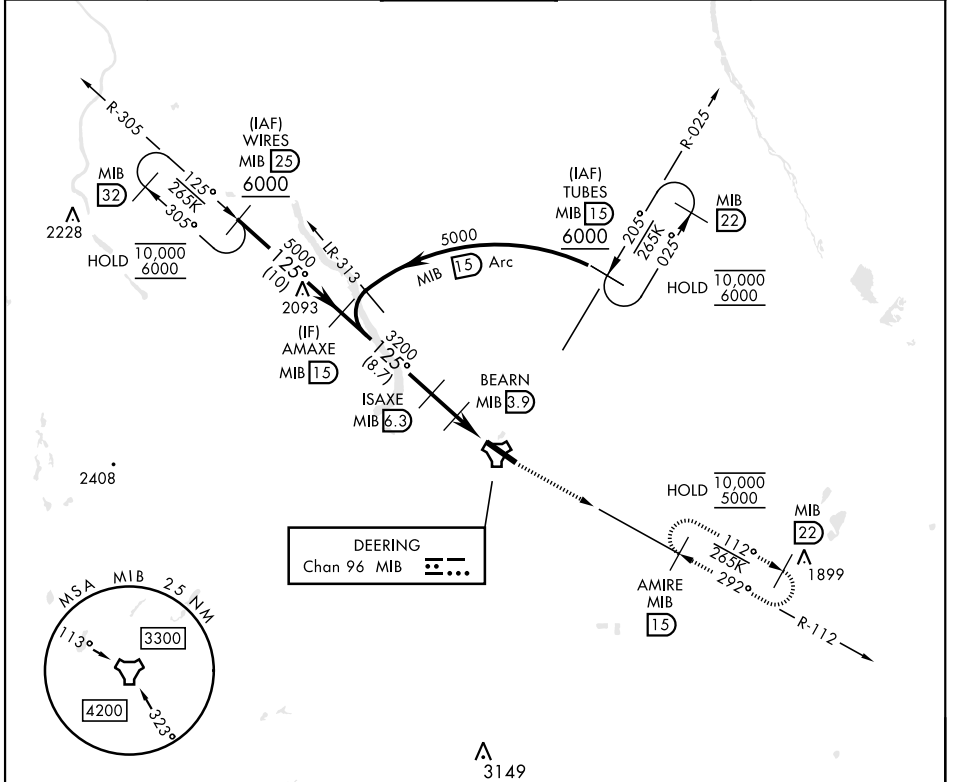 R-305
(IAF)
WIRES
MIB 25
6000
MIB
32
125°
265K
305°
2228
HOLD 10,000
6000
5000
125°
(10)
2093
LR-313
(IF)
AMAXE
MIB 15
5000
MIB 15 Arc
(IAF)
TUBES
MIB 15
6000
R-025
205°
265K
025°
MIB
22
HOLD 10,000
6000
3200
125°
(8.7)
ISAXE
MIB 6.3
BEARN
MIB 3.9
2408
DEERING
Chan 96 MIB
HOLD 10,000
5000
MIB
22
1899
112°
265K
292°
AMIRE
MIB
15
R-112
MSA MIB 25 NM
113°
3300
4200
323°
3149